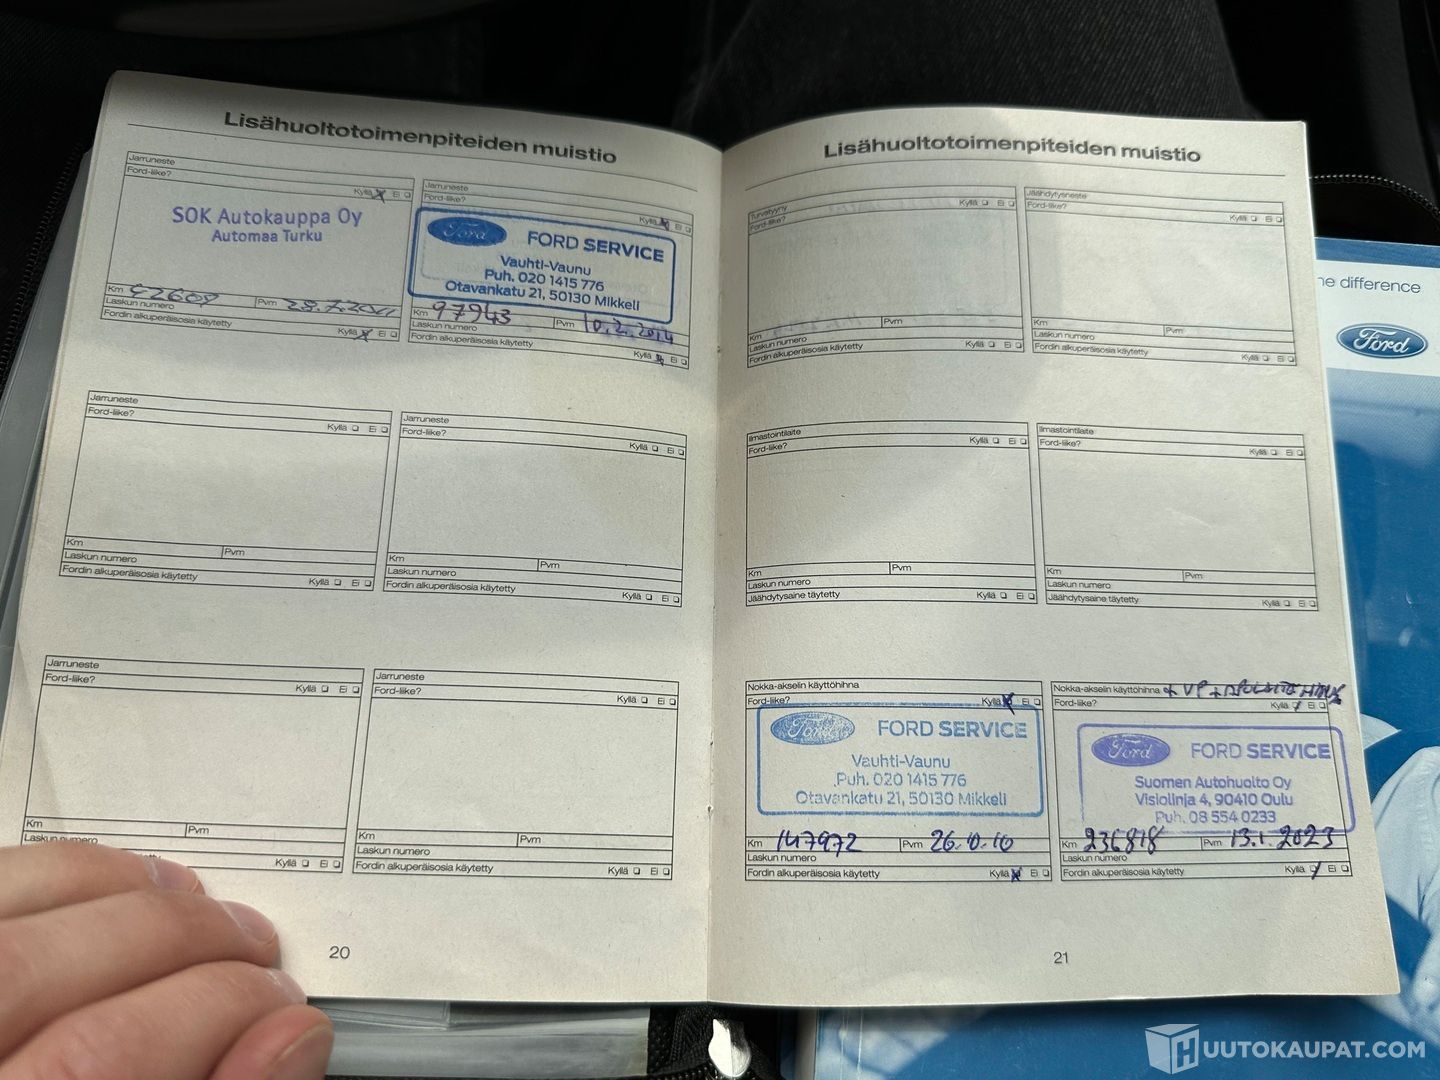 Lisähuoltotoimenpiteiden muistio
Jarruneste
Ford-liike?
Kyllä Ei
SOK Autokauppa Oy
Automaa Turku
Km 42609 Pvm 28.7.2011
Laskun numero
Fordin alkuperäisosia käytetty
Kyllä Ei
Jarruneste
Ford-liike?
Kyllä Ei
Ford FORD SERVICE
Vauhti-Vaunu
Puh. 020 1415 776
Otavankatu 21, 50130 Mikkeli
Km 97943 Pvm 10.2.2014
Laskun numero
Fordin alkuperäisosia käytetty
Kyllä Ei
Jarruneste
Ford-liike?
Kyllä Ei
Km Pvm
Laskun numero
Fordin alkuperäisosia käytetty Kyllä Ei
Jarruneste
Ford-liike?
Kyllä Ei
Km Pvm
Laskun numero
Fordin alkuperäisosia käytetty Kyllä Ei
Jarruneste
Ford-liike?
Kyllä Ei
Km Pvm
Laskun numero
käytetty Kyllä Ei
Jarruneste
Ford-liike?
Kyllä Ei
Km Pvm
Laskun numero
Fordin alkuperäisosia käytetty Kyllä Ei
20
Lisähuoltotoimenpiteiden muistio
Turvatyyny
Ford-liike? Kyllä Ei
Km Pvm
Laskun numero
Fordin alkuperäisosia käytetty Kyllä Ei
Jäähdytysneste
Ford-liike?
Kyllä Ei
Km Pvm
Laskun numero
Fordin alkuperäisosia käytetty Kyllä Ei
Ilmastointilaite
Ford-liike? Kyllä Ei
Km Pvm
Laskun numero
Jäähdytysaine täytetty Kyllä Ei
Ilmastointilaite
Ford-liike?
Kyllä Ei
Km Pvm
Laskun numero
Jäähdytysaine täytetty Kyllä Ei
Nokka-akselin käyttöhihna
Ford-liike? Kyllä Ei
Ford FORD SERVICE
Vauhti-Vaunu
Puh. 020 1415 776
Otavankatu 21, 50130 Mikkeli
Km 147972 Pvm
Laskun numero
Fordin alkuperäisosia käytetty Kyllä Ei
Nokka-akselin käyttöhihna + VP +
Ford-liike? Kyllä Ei
Ford FORD SERVICE
Suomen Autohuolto Oy
Visiolinja 4, 90410 Oulu
Puh. 08 554 0233
Km 236818 Pvm 13.1.2023
Laskun numero
Fordin alkuperäisosia käytetty Kyllä Ei
21
difference
Ford
HUUTOKAUPAT.COM